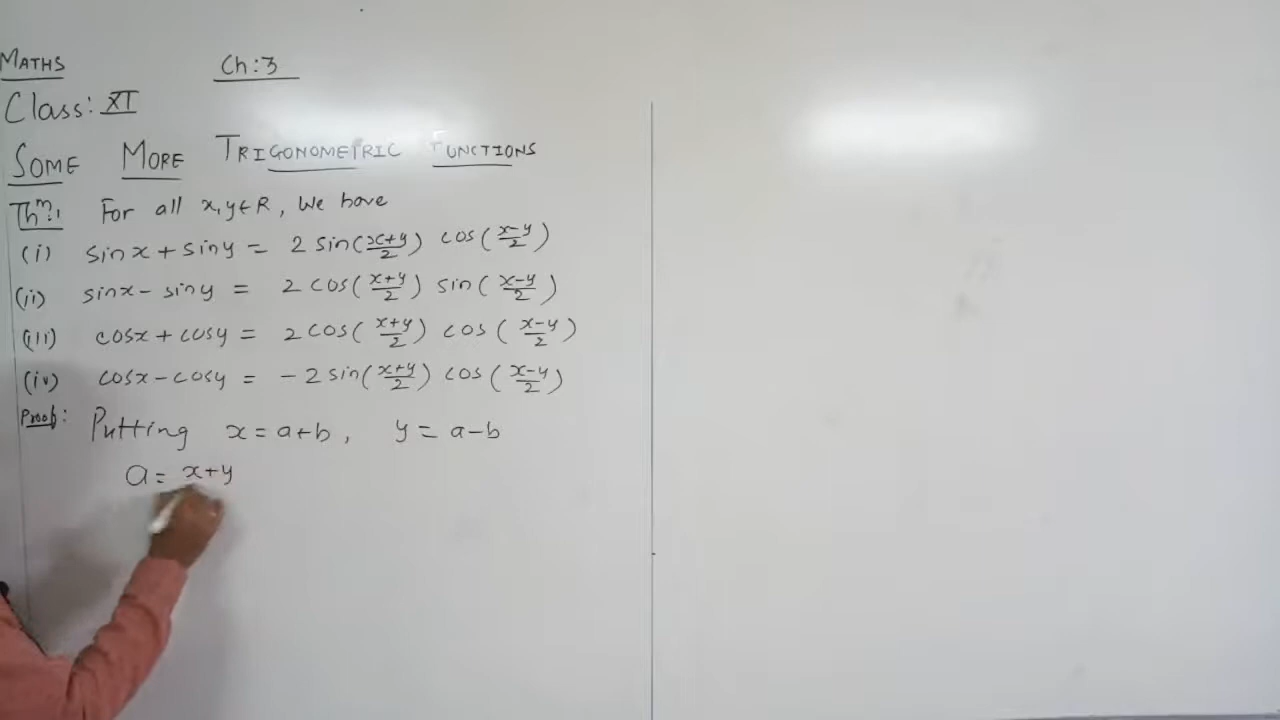 MATHS Ch:3
Class: XI
SOME MORE TRIGONOMETRIC FUNCTIONS
Thm:1 For all x,y∈R, We have
(i) sinx + siny = 2 sin(x+y/2) cos(x-y/2)
(ii) sinx - siny = 2 cos(x+y/2) sin(x-y/2)
(iii) cosx + cosy = 2 cos(x+y/2) cos(x-y/2)
(iv) cosx - cosy = -2 sin(x+y/2) cos(x-y/2)
Proof: Putting x = a+b, y = a-b
a = x+y